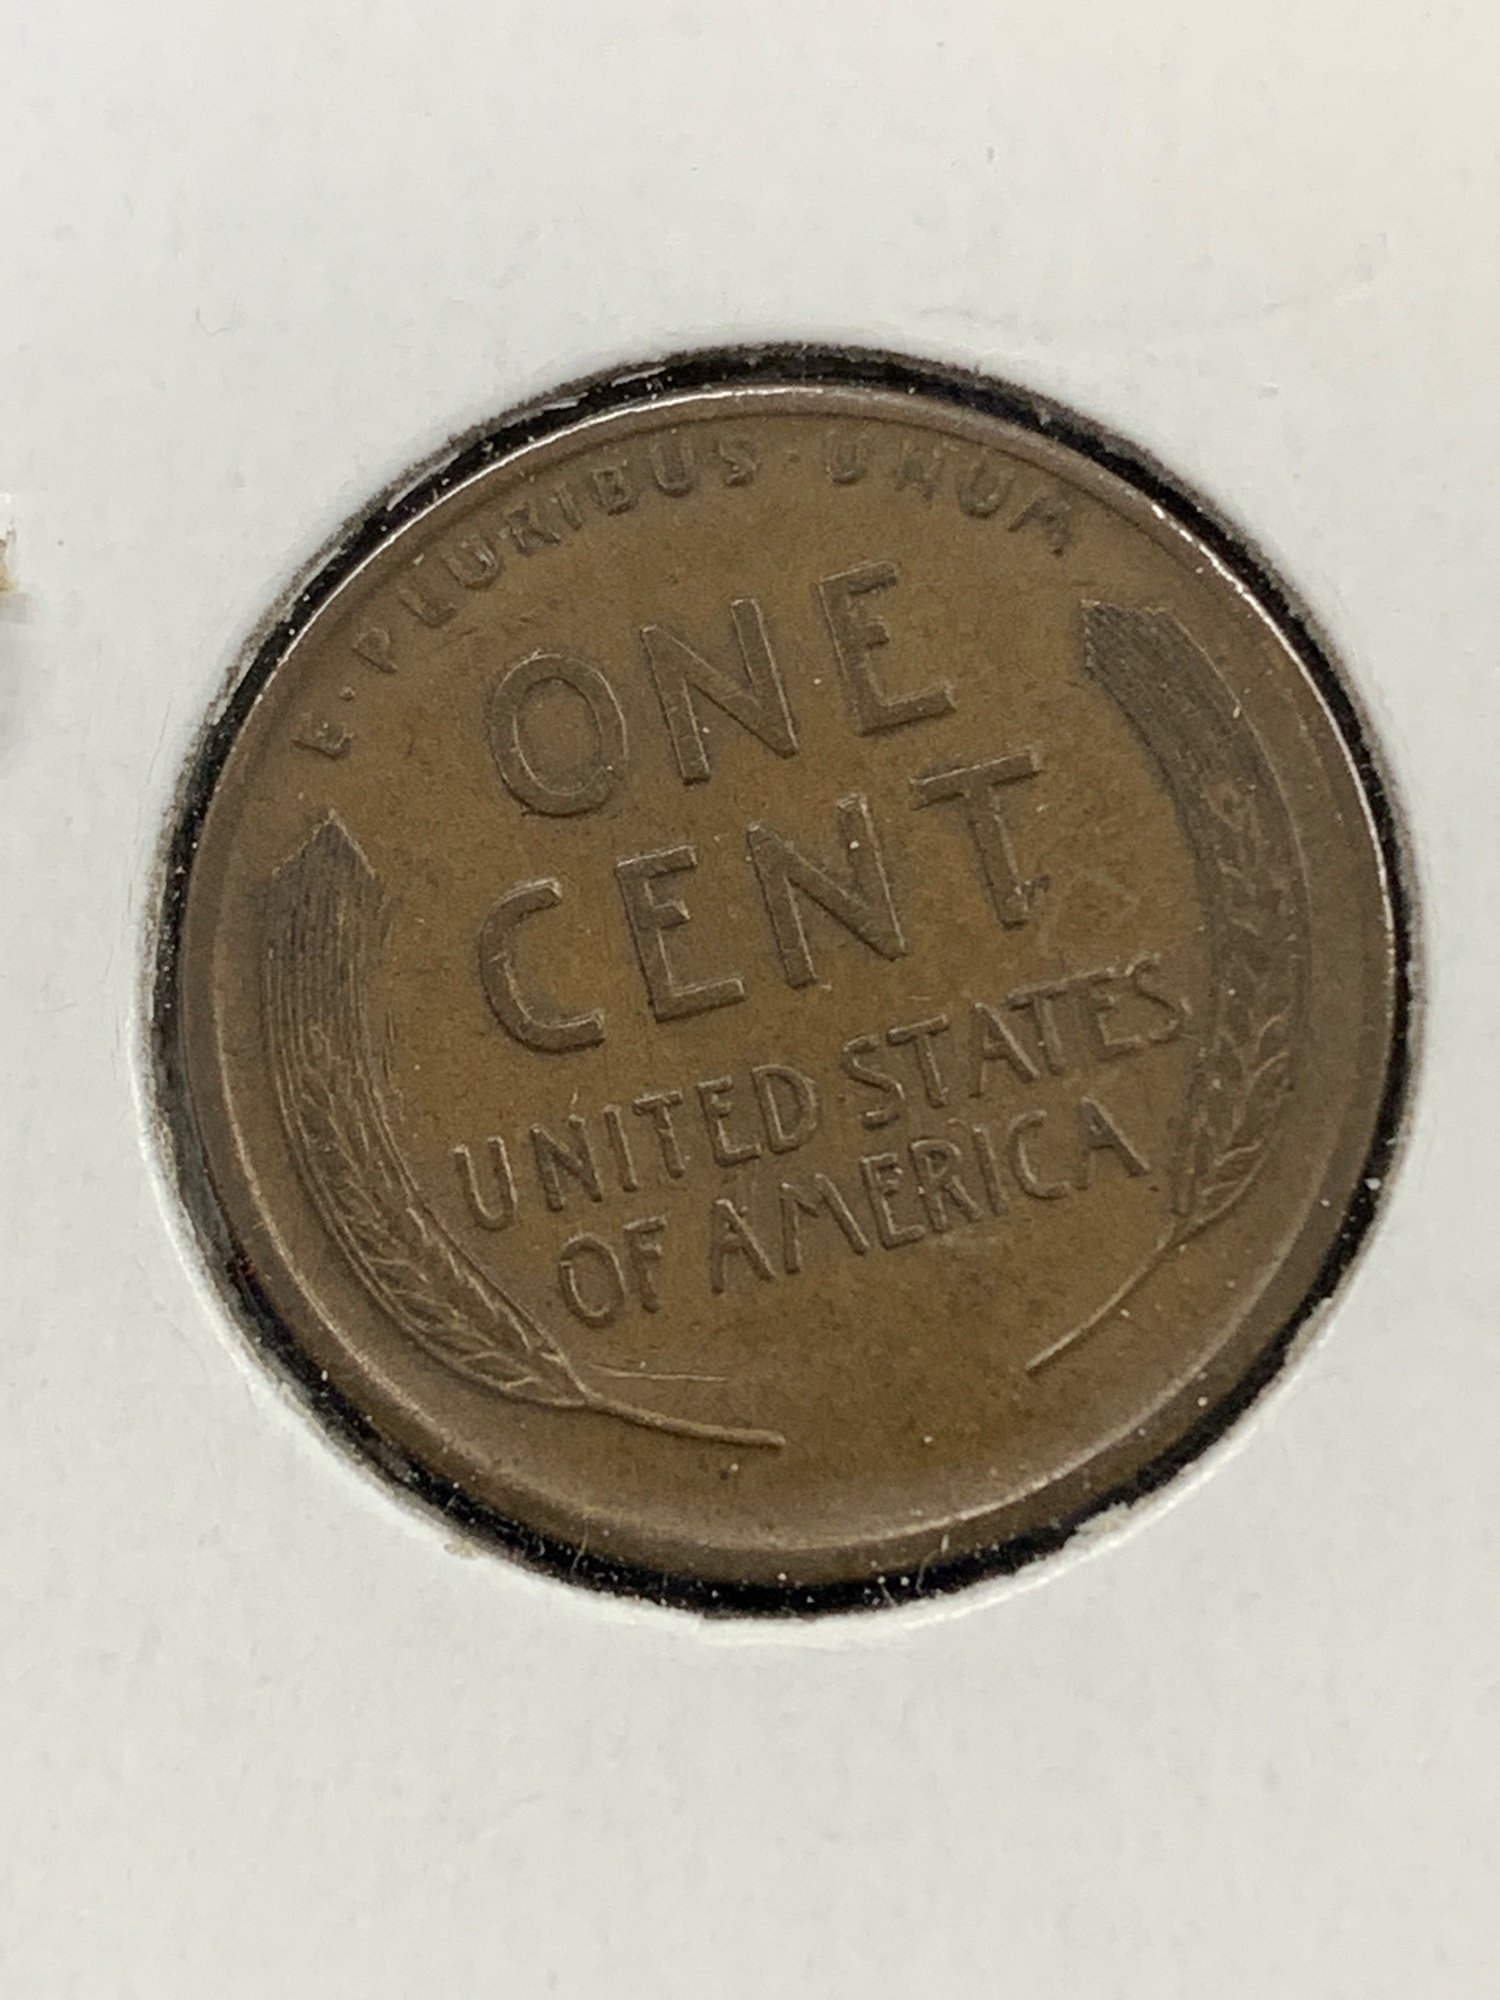 E·PLURIBUS·UNUM
ONE
CENT
UNITED STATES
OF AMERICA